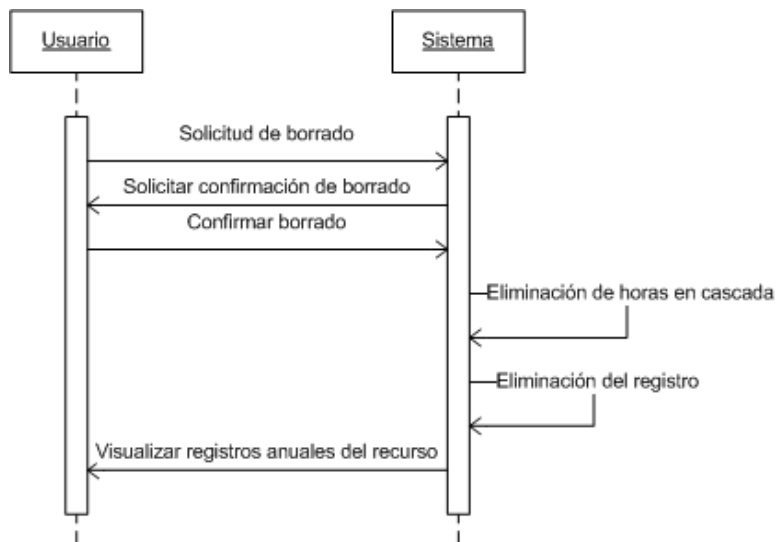 Usuario
Sistema
Solicitud de borrado
Solicitar confirmación de borrado
Confirmar borrado
Eliminación de horas en cascada
Eliminación del registro
Visualizar registros anuales del recurso